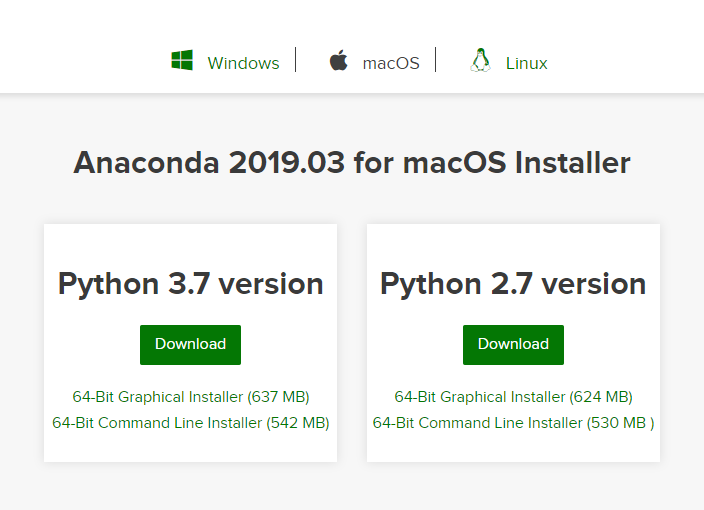 Windows
macOS
Linux
Anaconda 2019.03 for macOS Installer
Python 3.7 version
Download
64-Bit Graphical Installer (637 MB)
64-Bit Command Line Installer (542 MB)
Python 2.7 version
Download
64-Bit Graphical Installer (624 MB)
64-Bit Command Line Installer (530 MB )